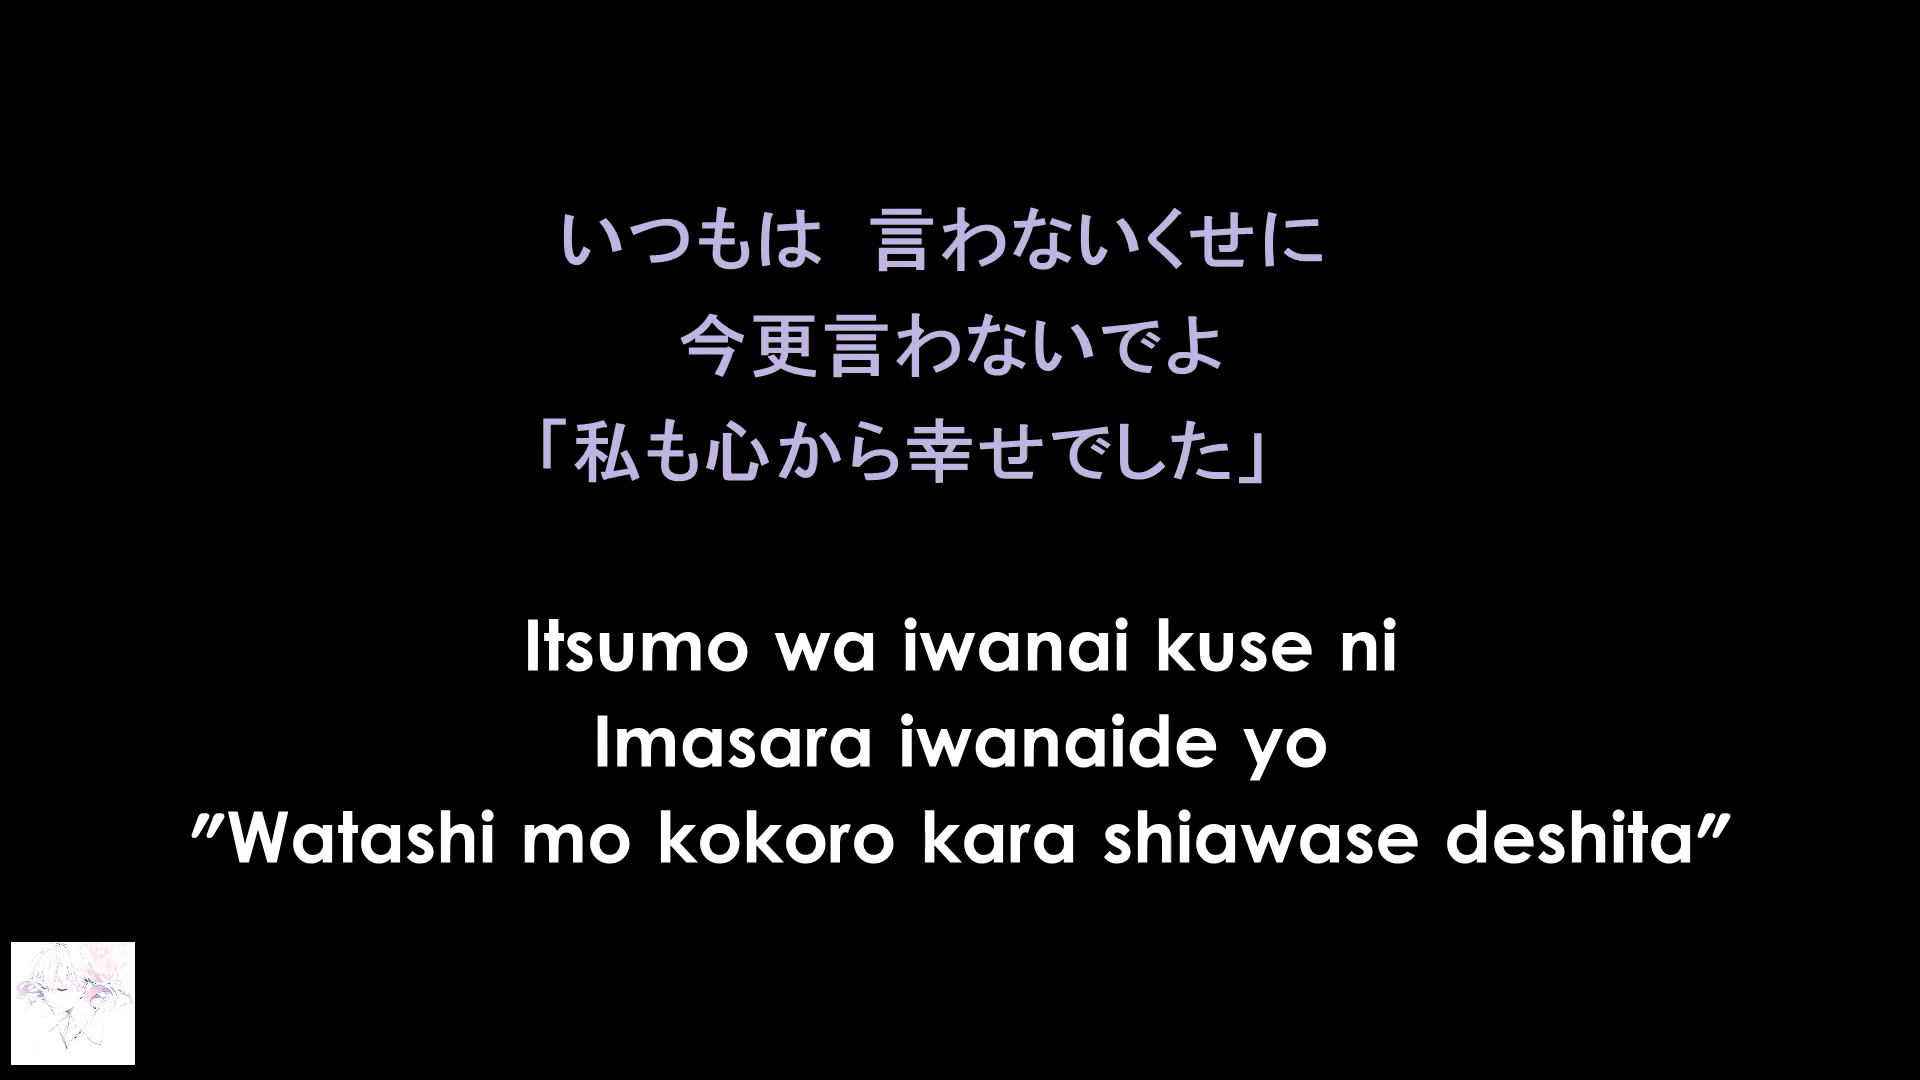 いつもは　言わないくせに
今更言わないでよ
「私も心から幸せでした」
Itsumo wa iwanai kuse ni
Imasara iwanaide yo
"Watashi mo kokoro kara shiawase deshita"